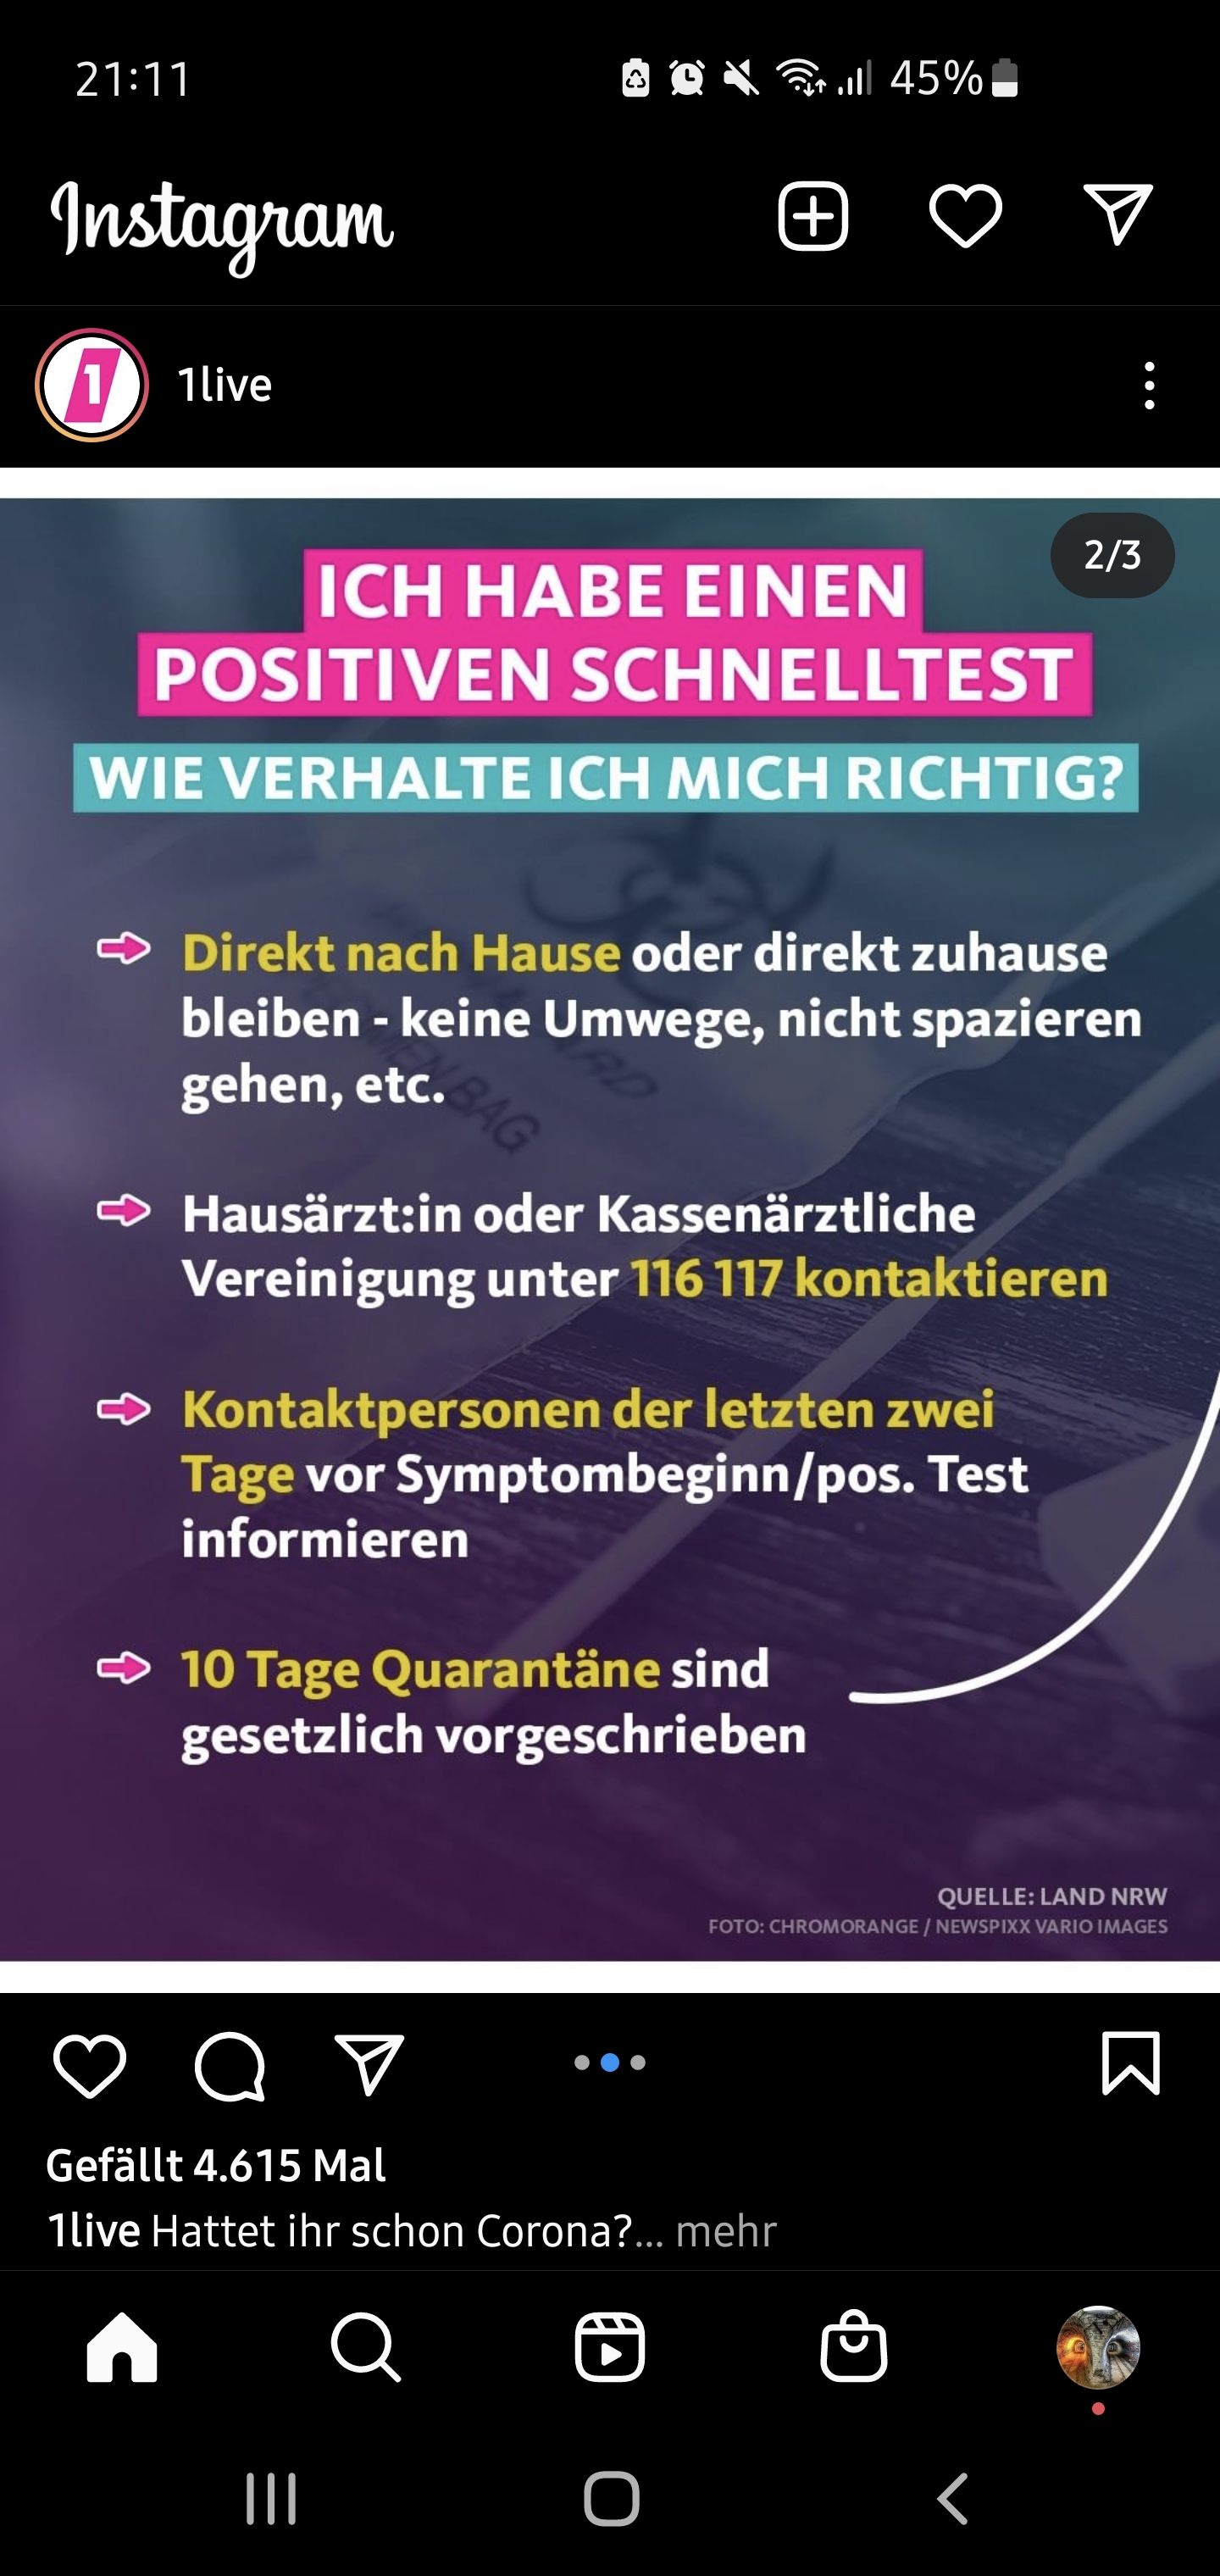 21:11
45%
Instagram
1live
2/3
ICH HABE EINEN
POSITIVEN SCHNELLTEST
WIE VERHALTE ICH MICH RICHTIG?
Direkt nach Hause oder direkt zuhause
bleiben - keine Umwege, nicht spazieren
gehen, etc.
Hausärzt:in oder Kassenärztliche
Vereinigung unter 116 117 kontaktieren
Kontaktpersonen der letzten zwei
Tage vor Symptombeginn/pos. Test
informieren
10 Tage Quarantäne sind
gesetzlich vorgeschrieben
QUELLE: LAND NRW
FOTO: CHROMORANGE / NEWSPIXX VARIO IMAGES
Gefällt 4.615 Mal
1live Hattet ihr schon Corona?... mehr